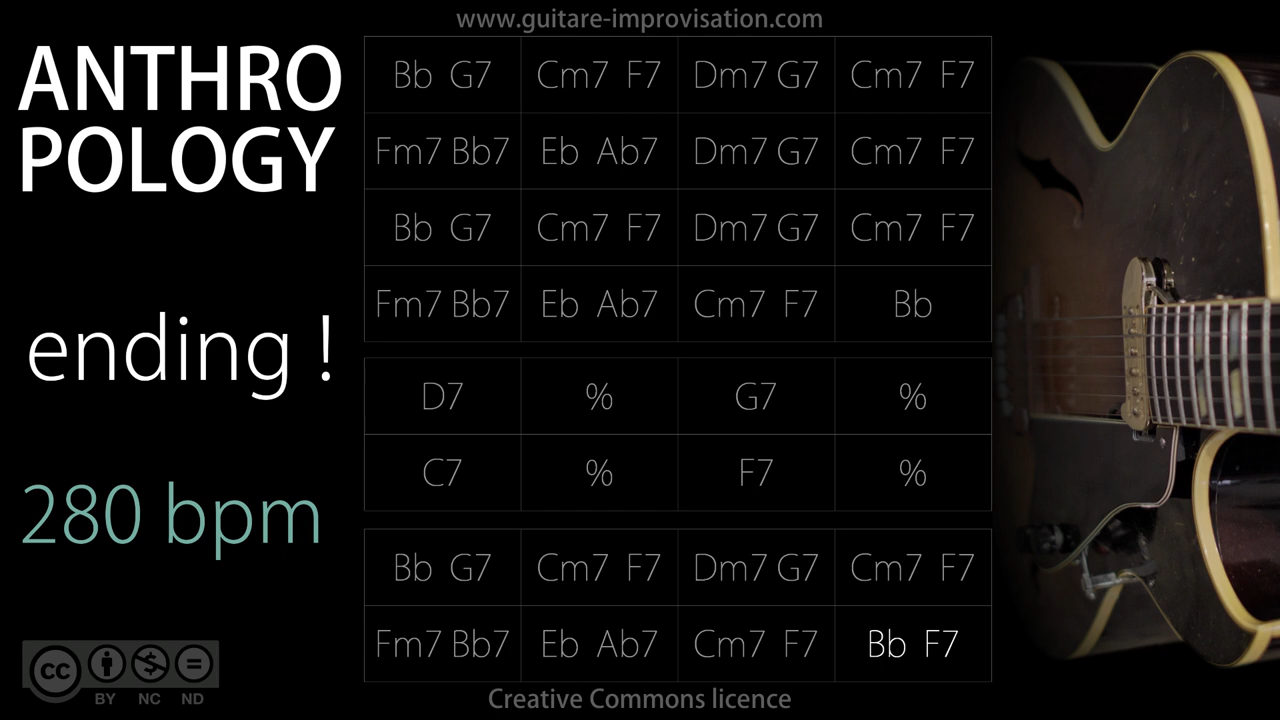 www.guitare-improvisation.com
ANTHRO
POLOGY
ending !
280 bpm
Bb G7 Cm7 F7 Dm7 G7 Cm7 F7
Fm7 Bb7 Eb Ab7 Dm7 G7 Cm7 F7
Bb G7 Cm7 F7 Dm7 G7 Cm7 F7
Fm7 Bb7 Eb Ab7 Cm7 F7 Bb
D7 % G7 %
C7 % F7 %
Bb G7 Cm7 F7 Dm7 G7 Cm7 F7
Fm7 Bb7 Eb Ab7 Cm7 F7 Bb F7
cc
BY NC ND
Creative Commons licence